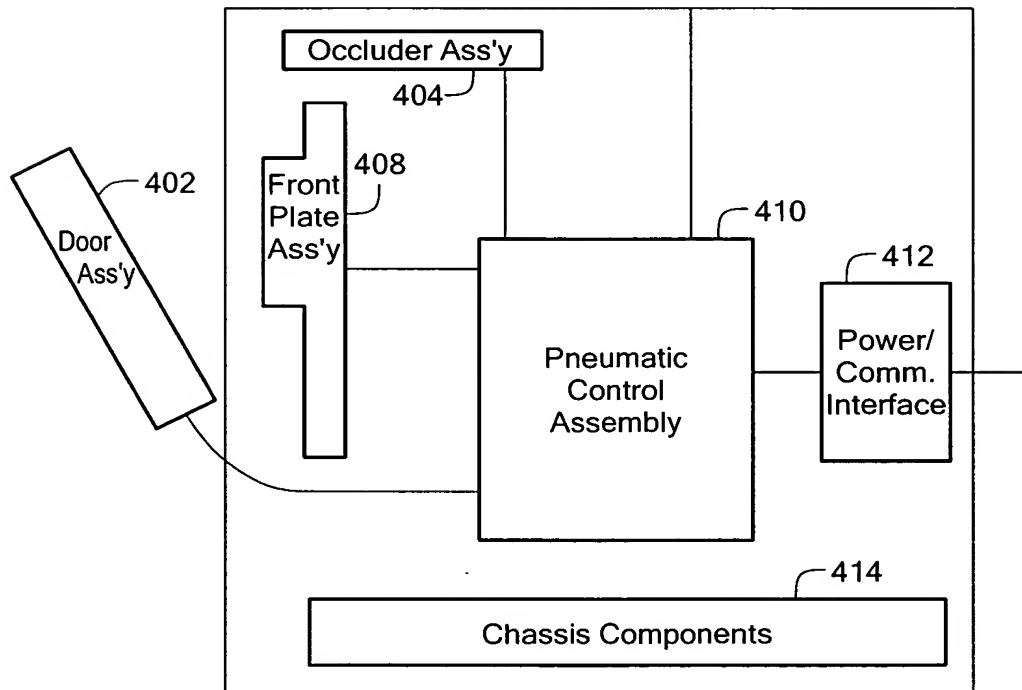 Occluder Ass'y
404
402
Door
Ass'y
408
Front
Plate
Ass'y
410
Pneumatic
Control
Assembly
412
Power/
Comm.
Interface
414
Chassis Components